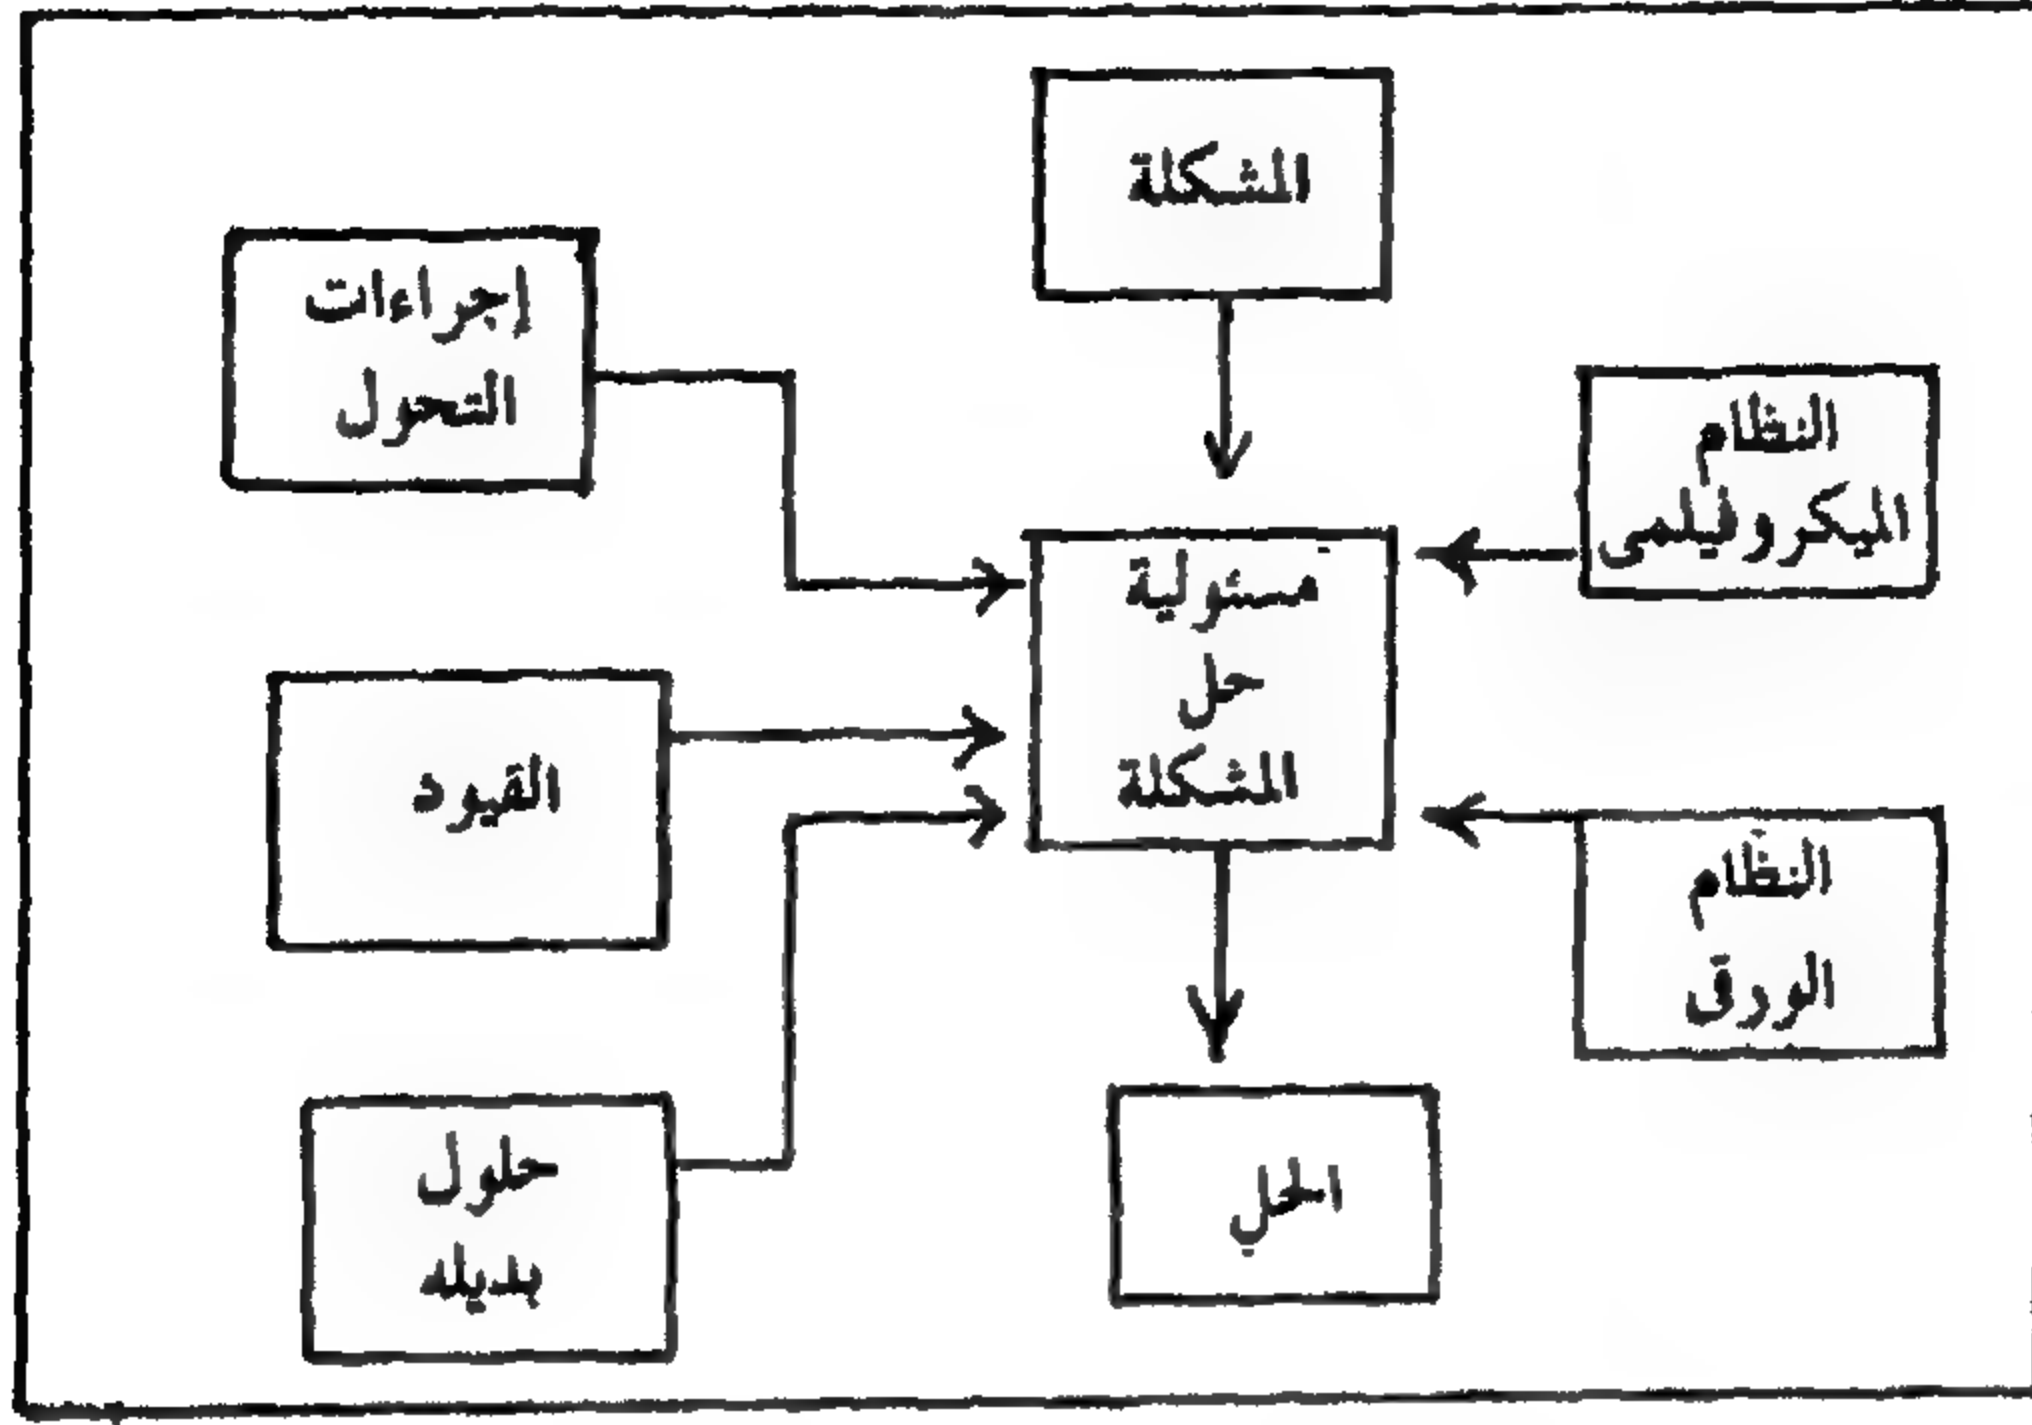 المشكلة
إجراءات
التحول
النظام
الميكروفيلمى
مسئولية
حل
المشكلة
القيود
النظام
الورق
حلول
بديله
الحل